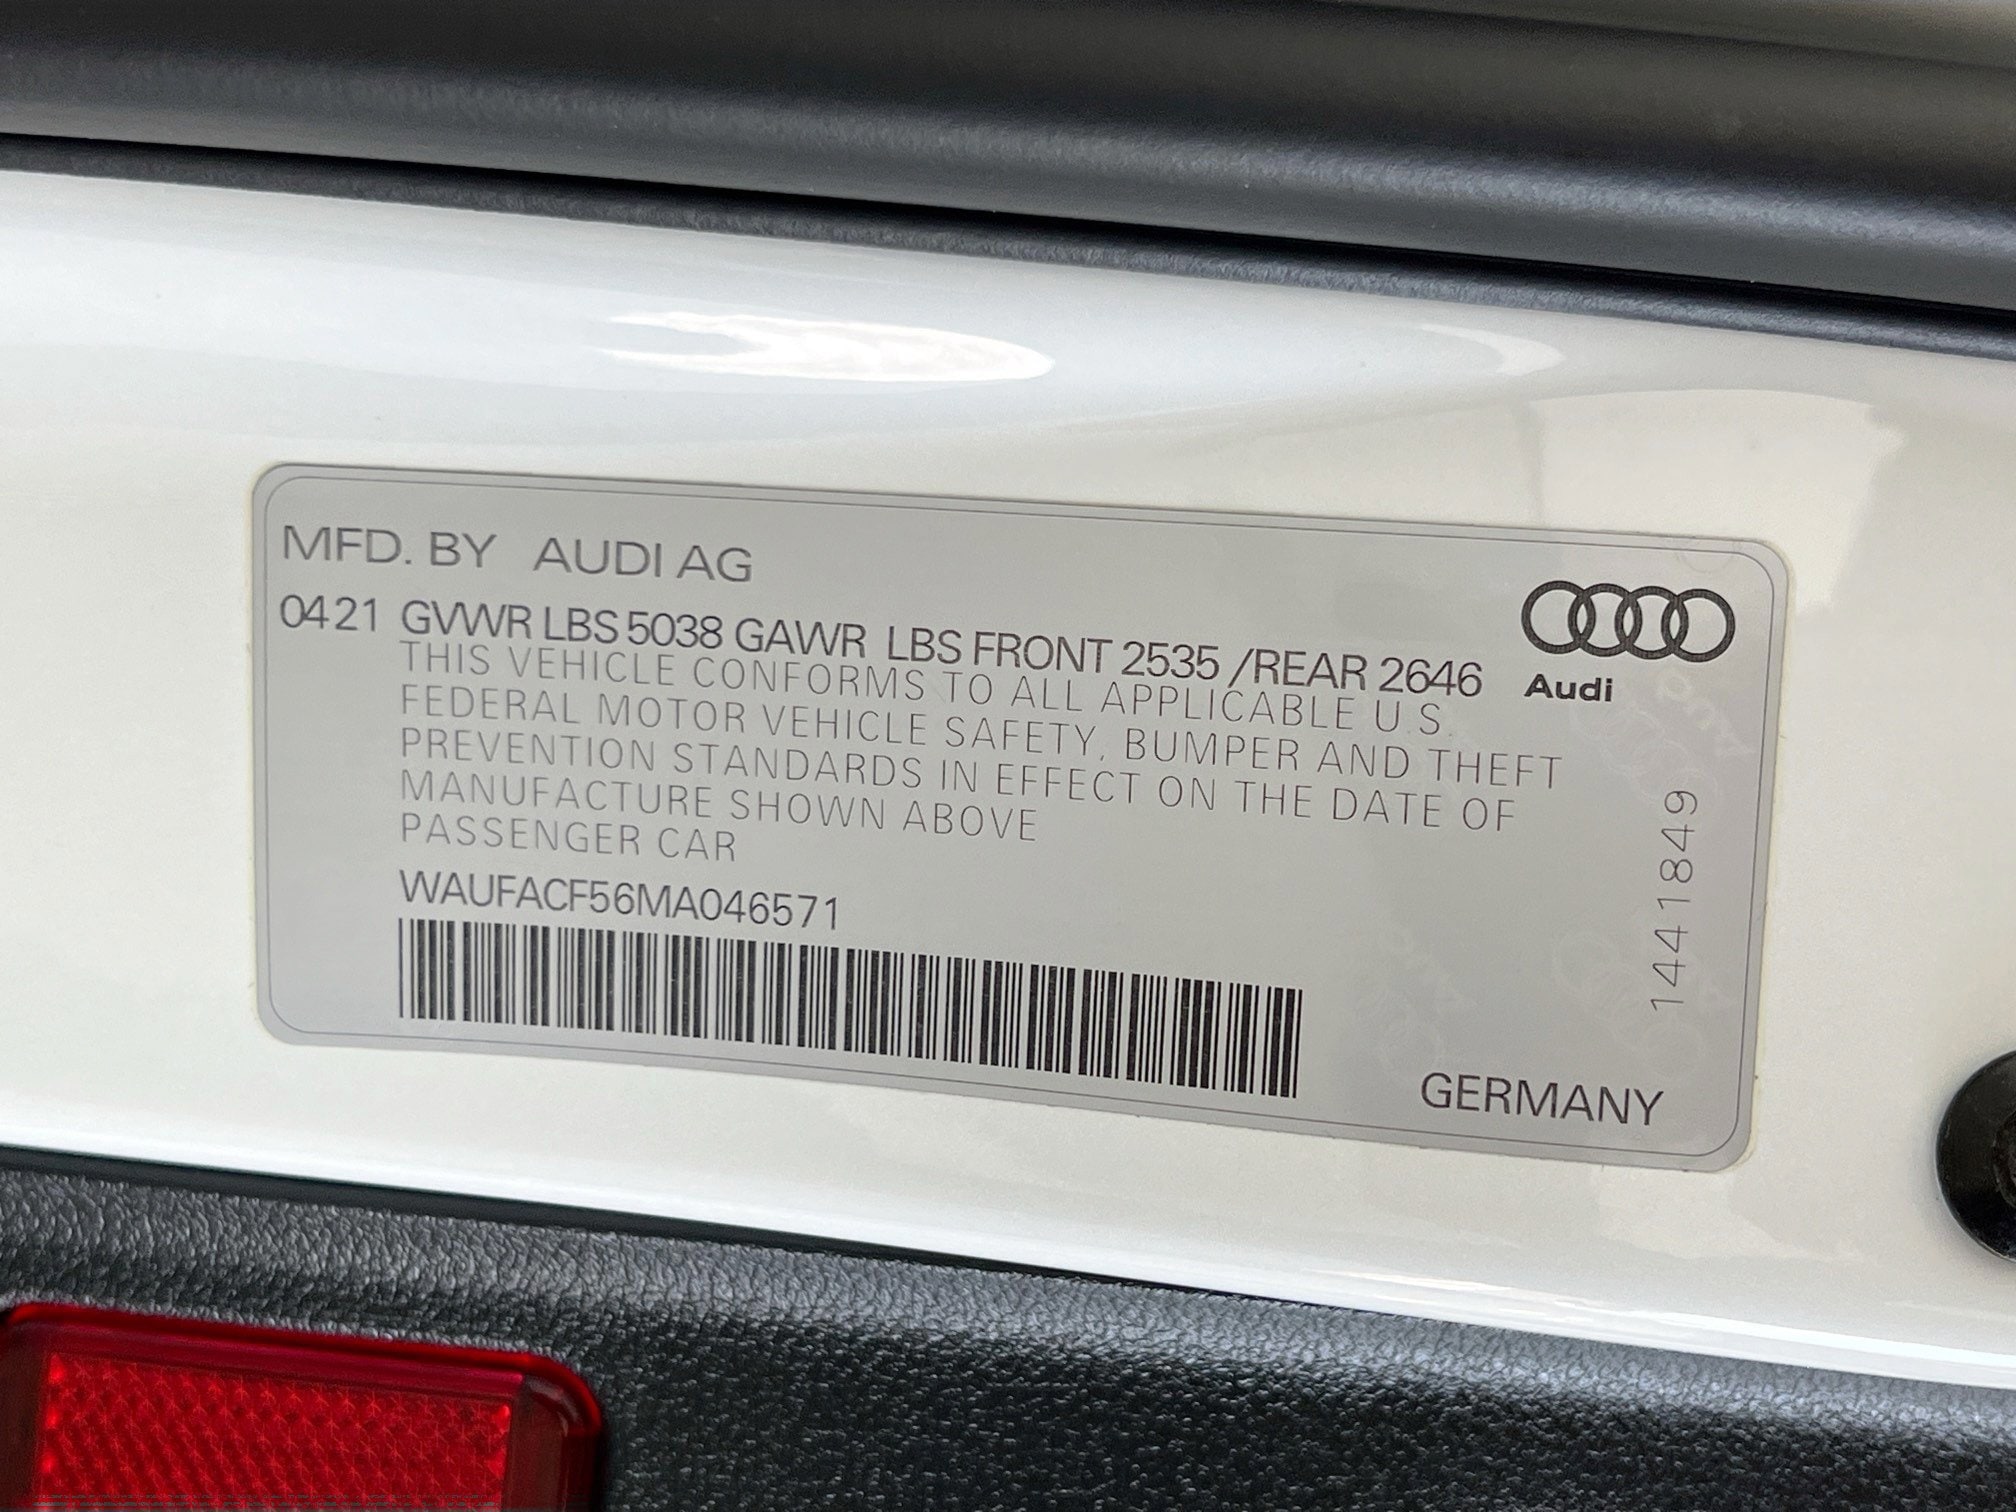 MFD. BY AUDI AG
0421 GVWR LBS 5038 GAWR LBS FRONT 2535 /REAR 2646
THIS VEHICLE CONFORMS TO ALL APPLICABLE U.S.
FEDERAL MOTOR VEHICLE SAFETY, BUMPER AND THEFT
PREVENTION STANDARDS IN EFFECT ON THE DATE OF
MANUFACTURE SHOWN ABOVE
PASSENGER CAR
WAUFACF56MA046571
Audi
1441849
GERMANY